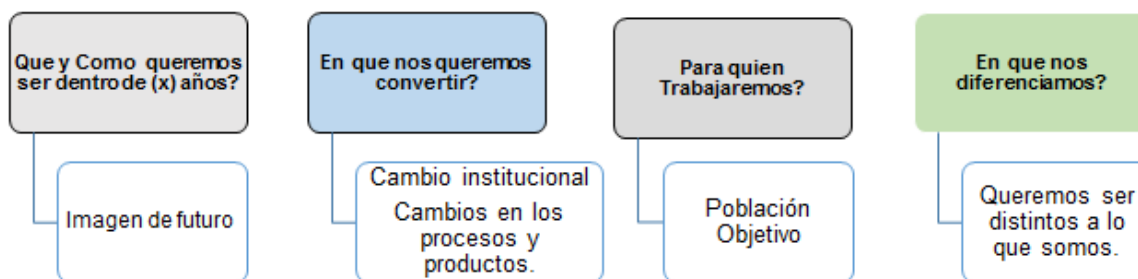 Que y Como queremos
ser dentro de (x) años?
Imagen de futuro
En que nos queremos
convertir?
Cambio institucional
Cambios en los
procesos y
productos.
Para quien
Trabajaremos?
Población
Objetivo
En que nos
diferenciamos?
Queremos ser
distintos a lo
que somos.